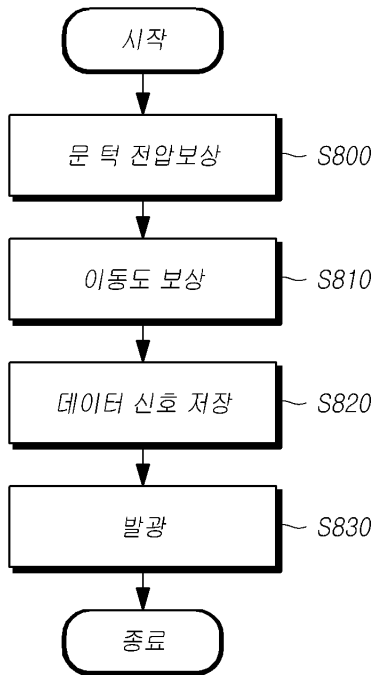 시작
문 턱 전압보상 S800
이동도 보상 S810
데이터 신호 저장 S820
발광 S830
종료